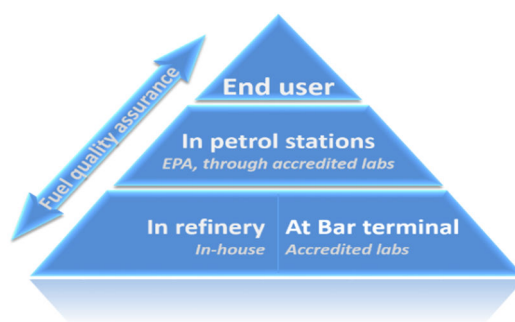 End user
In petrol stations
EPA, through accredited labs
In refinery
In-house
At Bar terminal
Accredited labs
Fuel quality assurance